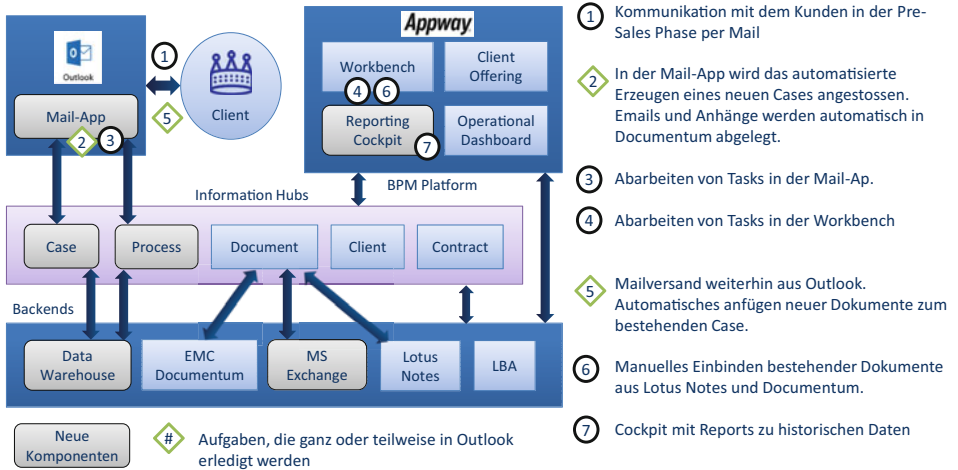 Outlook
Mail-App
2
3
1
5
Client
Appway
Workbench
4
6
Client
Offering
Reporting
Cockpit
7
Operational
Dashboard
BPM Platform
Information Hubs
Case
Process
Document
Client
Contract
Backends
Data
Warehouse
EMC
Documentum
MS
Exchange
Lotus
Notes
LBA
Neue
Komponenten
#
Aufgaben, die ganz oder teilweise in Outlook
erledigt werden
1
Kommunikation mit dem Kunden in der Pre-
Sales Phase per Mail
2
In der Mail-App wird das automatisierte
Erzeugen eines neuen Cases angestossen.
Emails und Anhänge werden automatisch in
Documentum abgelegt.
3
Abarbeiten von Tasks in der Mail-Ap.
4
Abarbeiten von Tasks in der Workbench
5
Mailversand weiterhin aus Outlook.
Automatisches anfügen neuer Dokumente zum
bestehenden Case.
6
Manuelles Einbinden bestehender Dokumente
aus Lotus Notes und Documentum.
7
Cockpit mit Reports zu historischen Daten